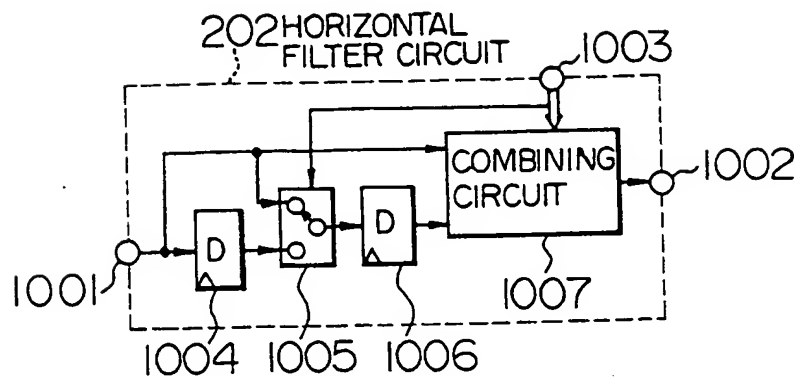 202 HORIZONTAL
FILTER CIRCUIT
1003
COMBINING
CIRCUIT
1002
D
D
1001
1007
1004
1005
1006